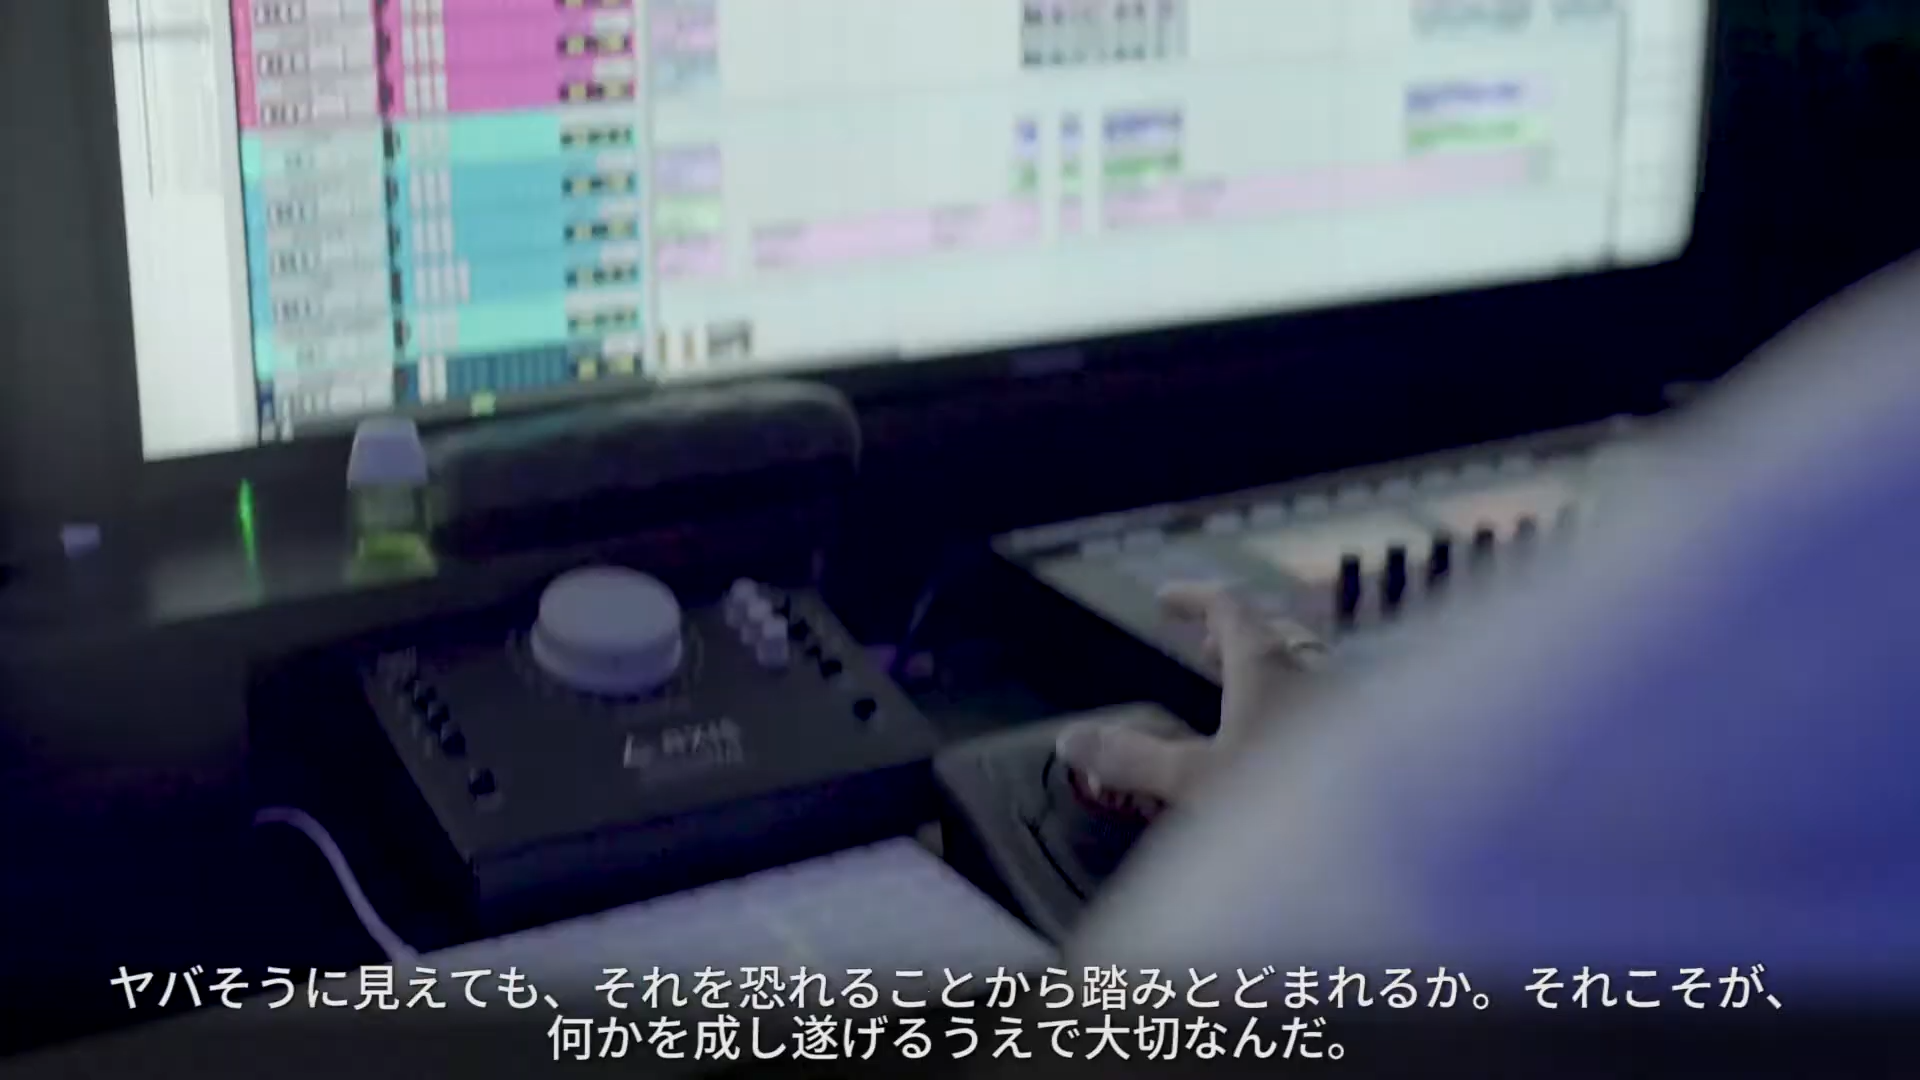 ヤバそうに見えても、それを恐れることから踏みとどまれるか。それこそが、
何かを成し遂げるうえで大切なんだ。